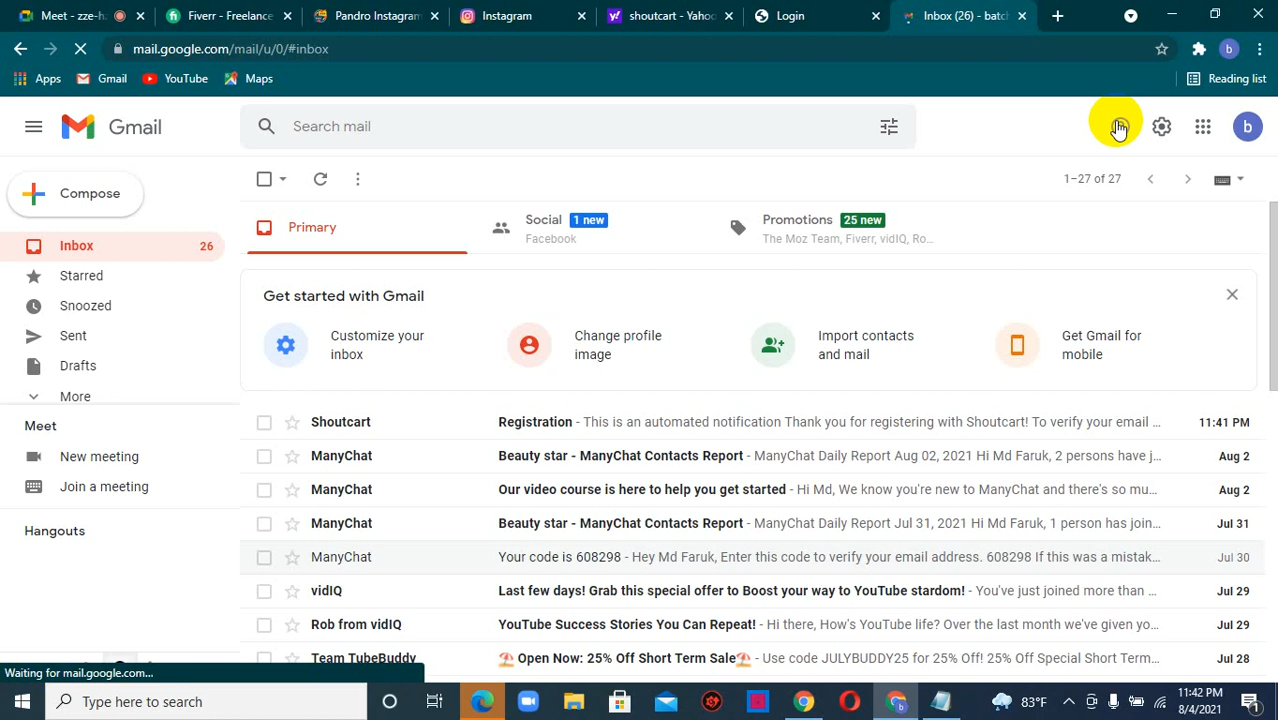 Meet - zze-h
Fiverr - Freelance
Pandro Instagram
Instagram
shoutcart - Yahoo
Login
Inbox (26) - batch
mail.google.com/mail/u/0/#inbox
b
Apps
Gmail
YouTube
Maps
Reading list
Gmail
Search mail
b
Compose
1–27 of 27
Inbox
26
Starred
Snoozed
Sent
Drafts
More
Meet
New meeting
Join a meeting
Hangouts
Primary
Social 1 new
Facebook
Promotions 25 new
The Moz Team, Fiverr, vidIQ, Ro...
Get started with Gmail
Customize your
inbox
Change profile
image
Import contacts
and mail
Get Gmail for
mobile
Shoutcart Registration - This is an automated notification Thank you for registering with Shoutcart! To verify your email ... 11:41 PM
ManyChat Beauty star - ManyChat Contacts Report - ManyChat Daily Report Aug 02, 2021 Hi Md Faruk, 2 persons have j... Aug 2
ManyChat Our video course is here to help you get started - Hi Md, We know you're new to ManyChat and there's so mu... Aug 2
ManyChat Beauty star - ManyChat Contacts Report - ManyChat Daily Report Jul 31, 2021 Hi Md Faruk, 1 person has join... Jul 31
ManyChat Your code is 608298 - Hey Md Faruk, Enter this code to verify your email address. 608298 If this was a mistak... Jul 30
vidIQ Last few days! Grab this special offer to Boost your way to YouTube stardom! - You've just joined more than ... Jul 29
Rob from vidIQ YouTube Success Stories You Can Repeat! - Hi there, How's YouTube life? Over the last month we've given yo... Jul 29
Team TubeBuddy ⛱Open Now: 25% Off Short Term Sale⛱ - Use code JULYBUDDY25 for 25% Off! 25% Off Special Short Term... Jul 28
Waiting for mail.google.com...
Type here to search
83°F
11:42 PM
8/4/2021
1